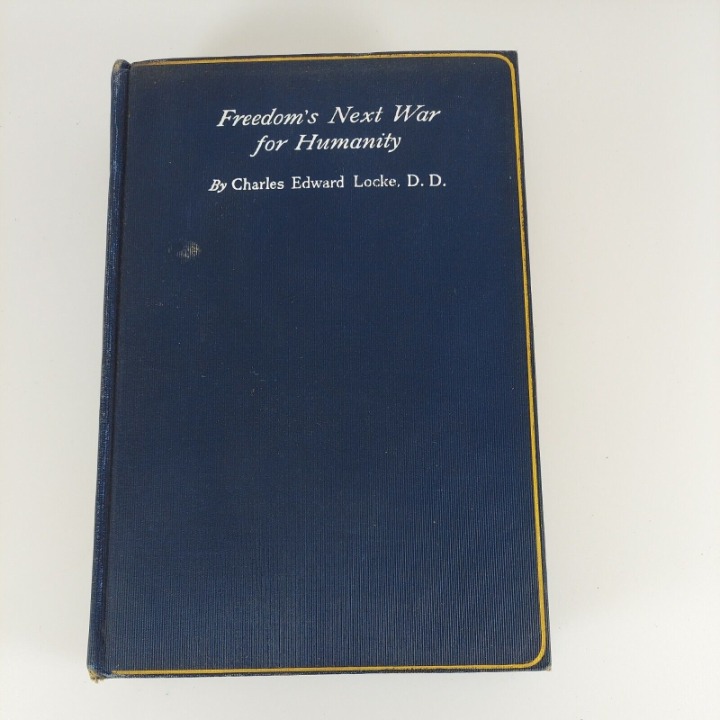 Freedom's Next War
for Humanity
By Charles Edward Locke, D. D.